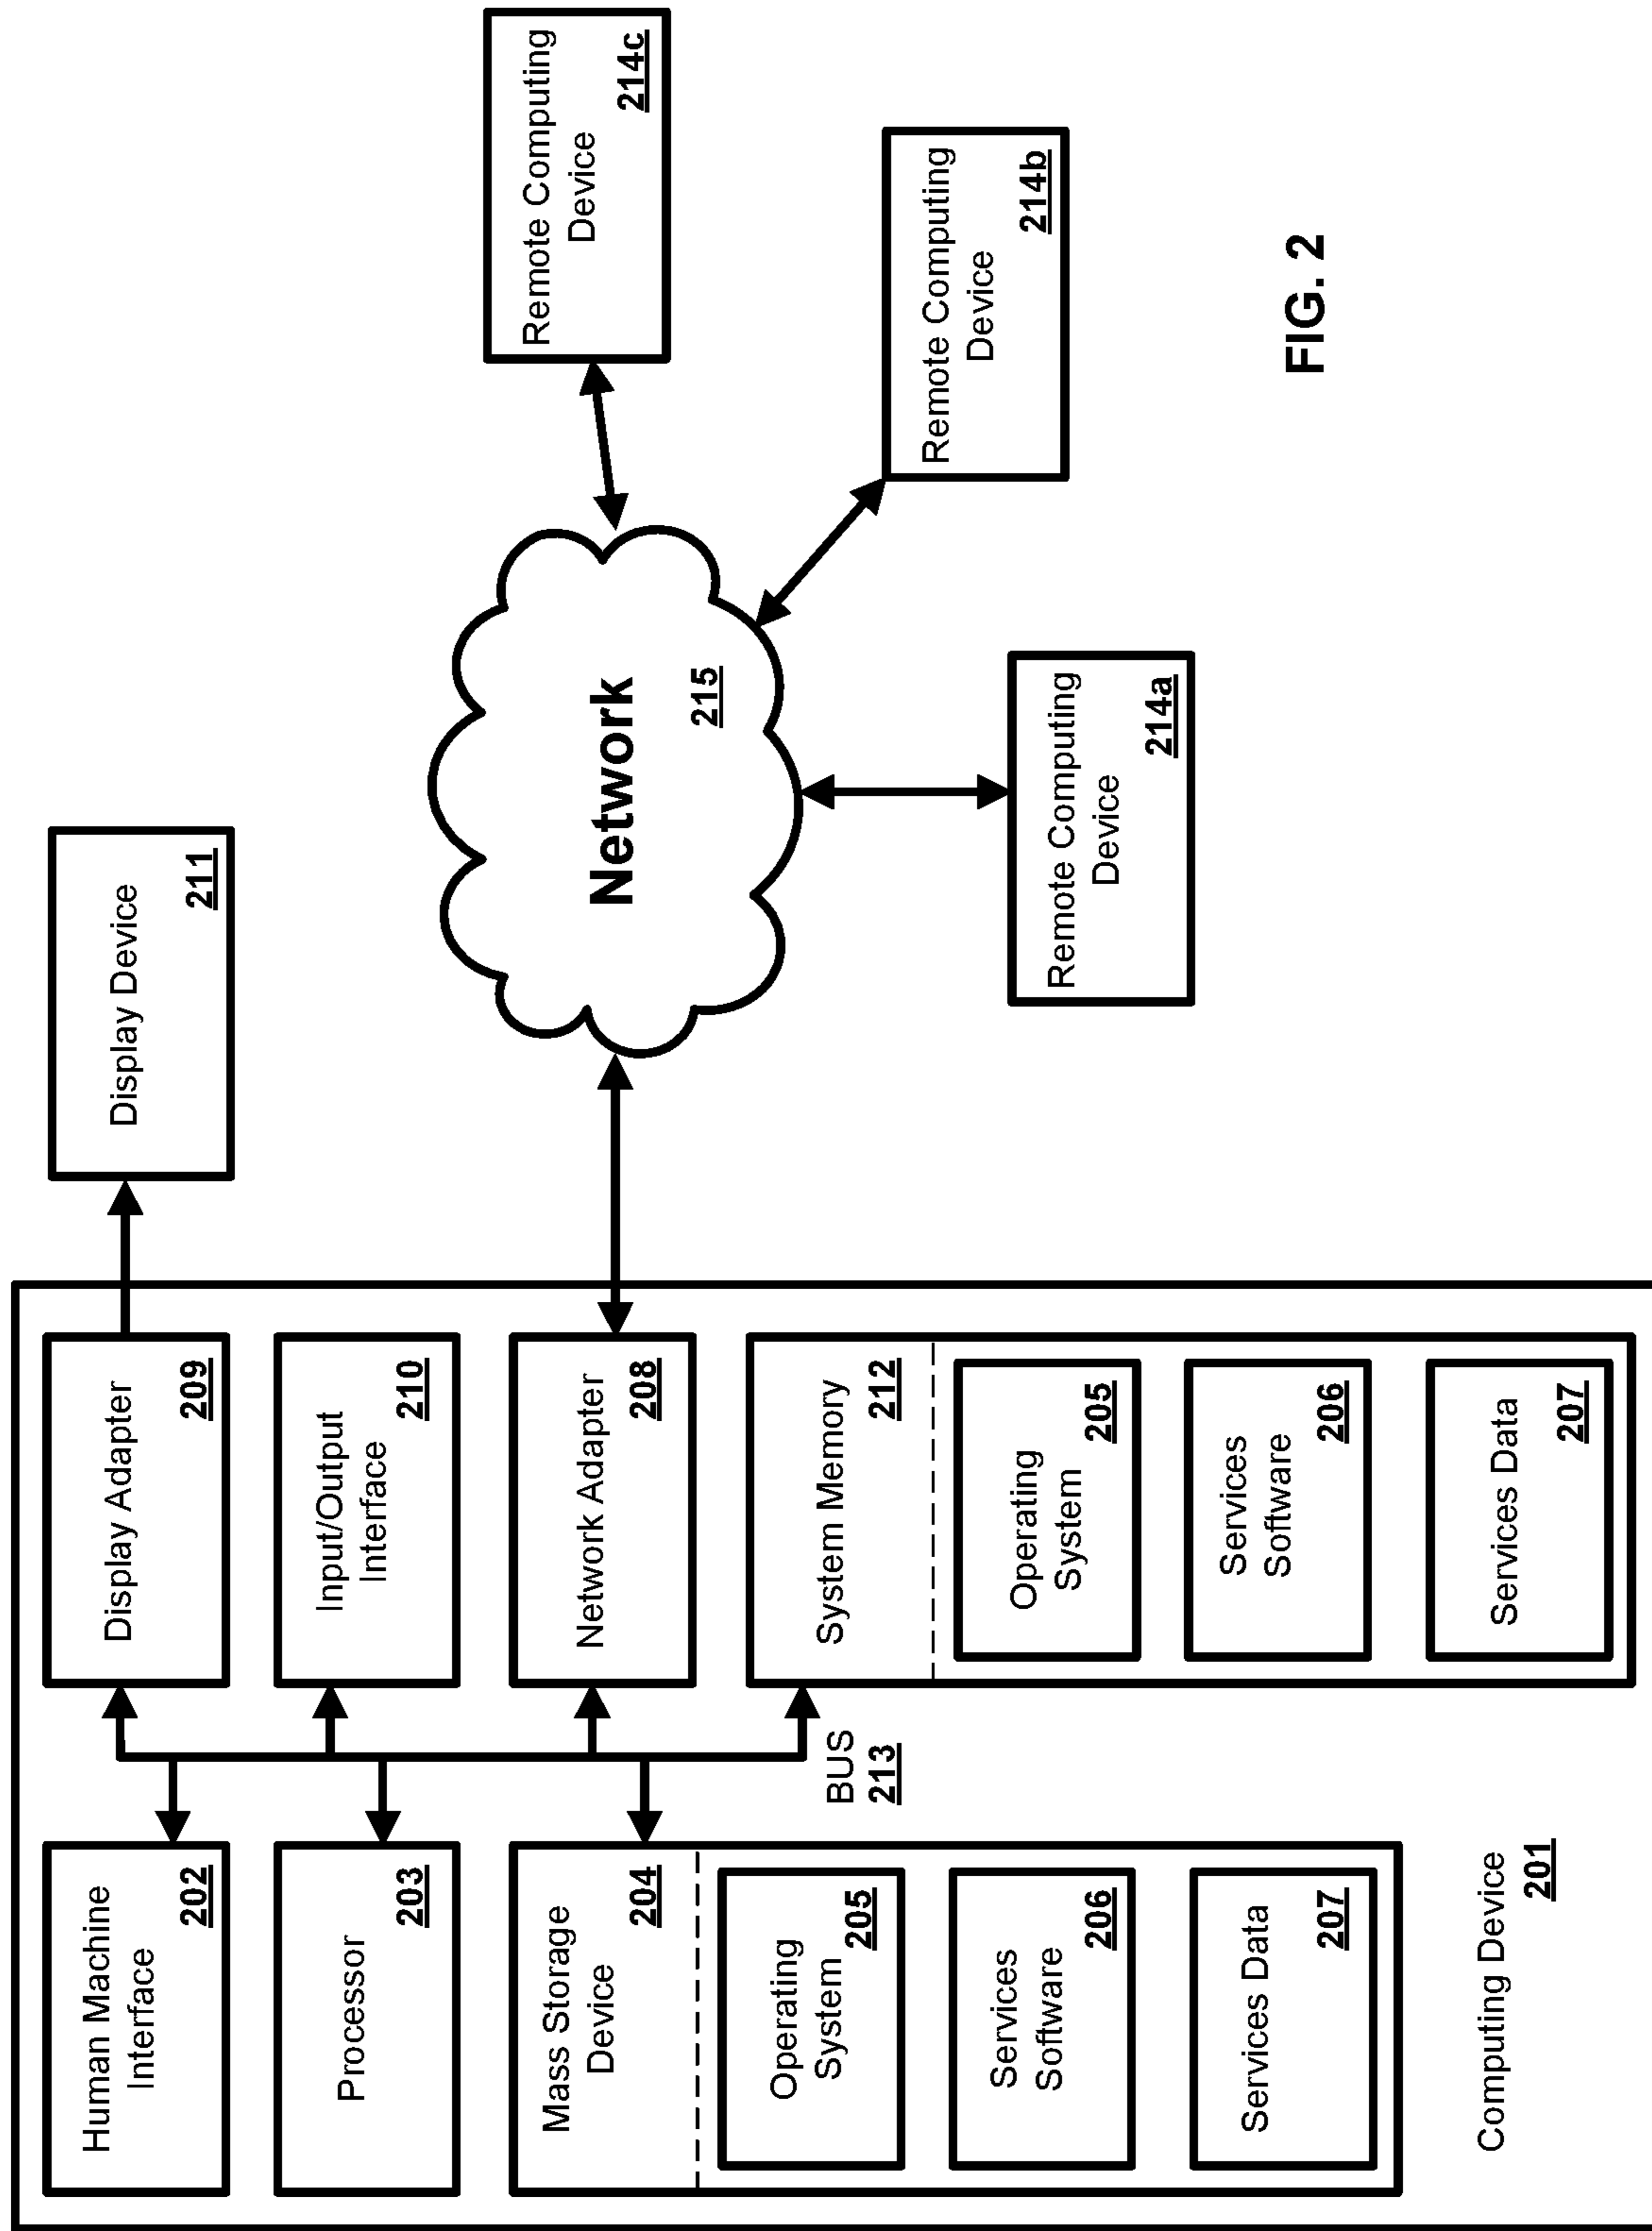 Human Machine
Interface
202
Processor
203
Mass Storage
Device
204
Operating
System
205
Services
Software
206
Services Data
207
Computing Device
201
BUS
213
Display Adapter
209
Input/Output
Interface
210
Network Adapter
208
System Memory
212
Operating
System
205
Services
Software
206
Services Data
207
Display Device
211
Network
215
Remote Computing
Device
214a
Remote Computing
Device
214b
Remote Computing
Device
214c
FIG. 2